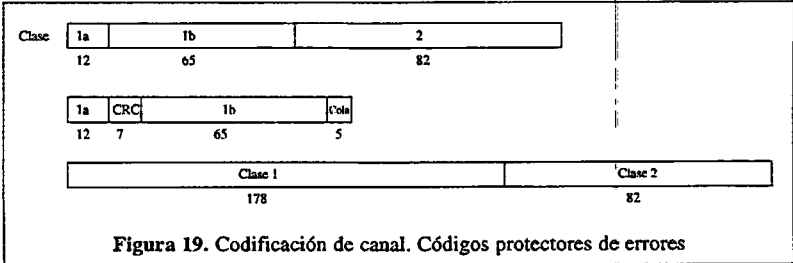 Clase 1a 1b 2
12 65 82
1a CRC 1b Cola
12 7 65 5
Clase 1 Clase 2
178 82
Figura 19. Codificación de canal. Códigos protectores de errores